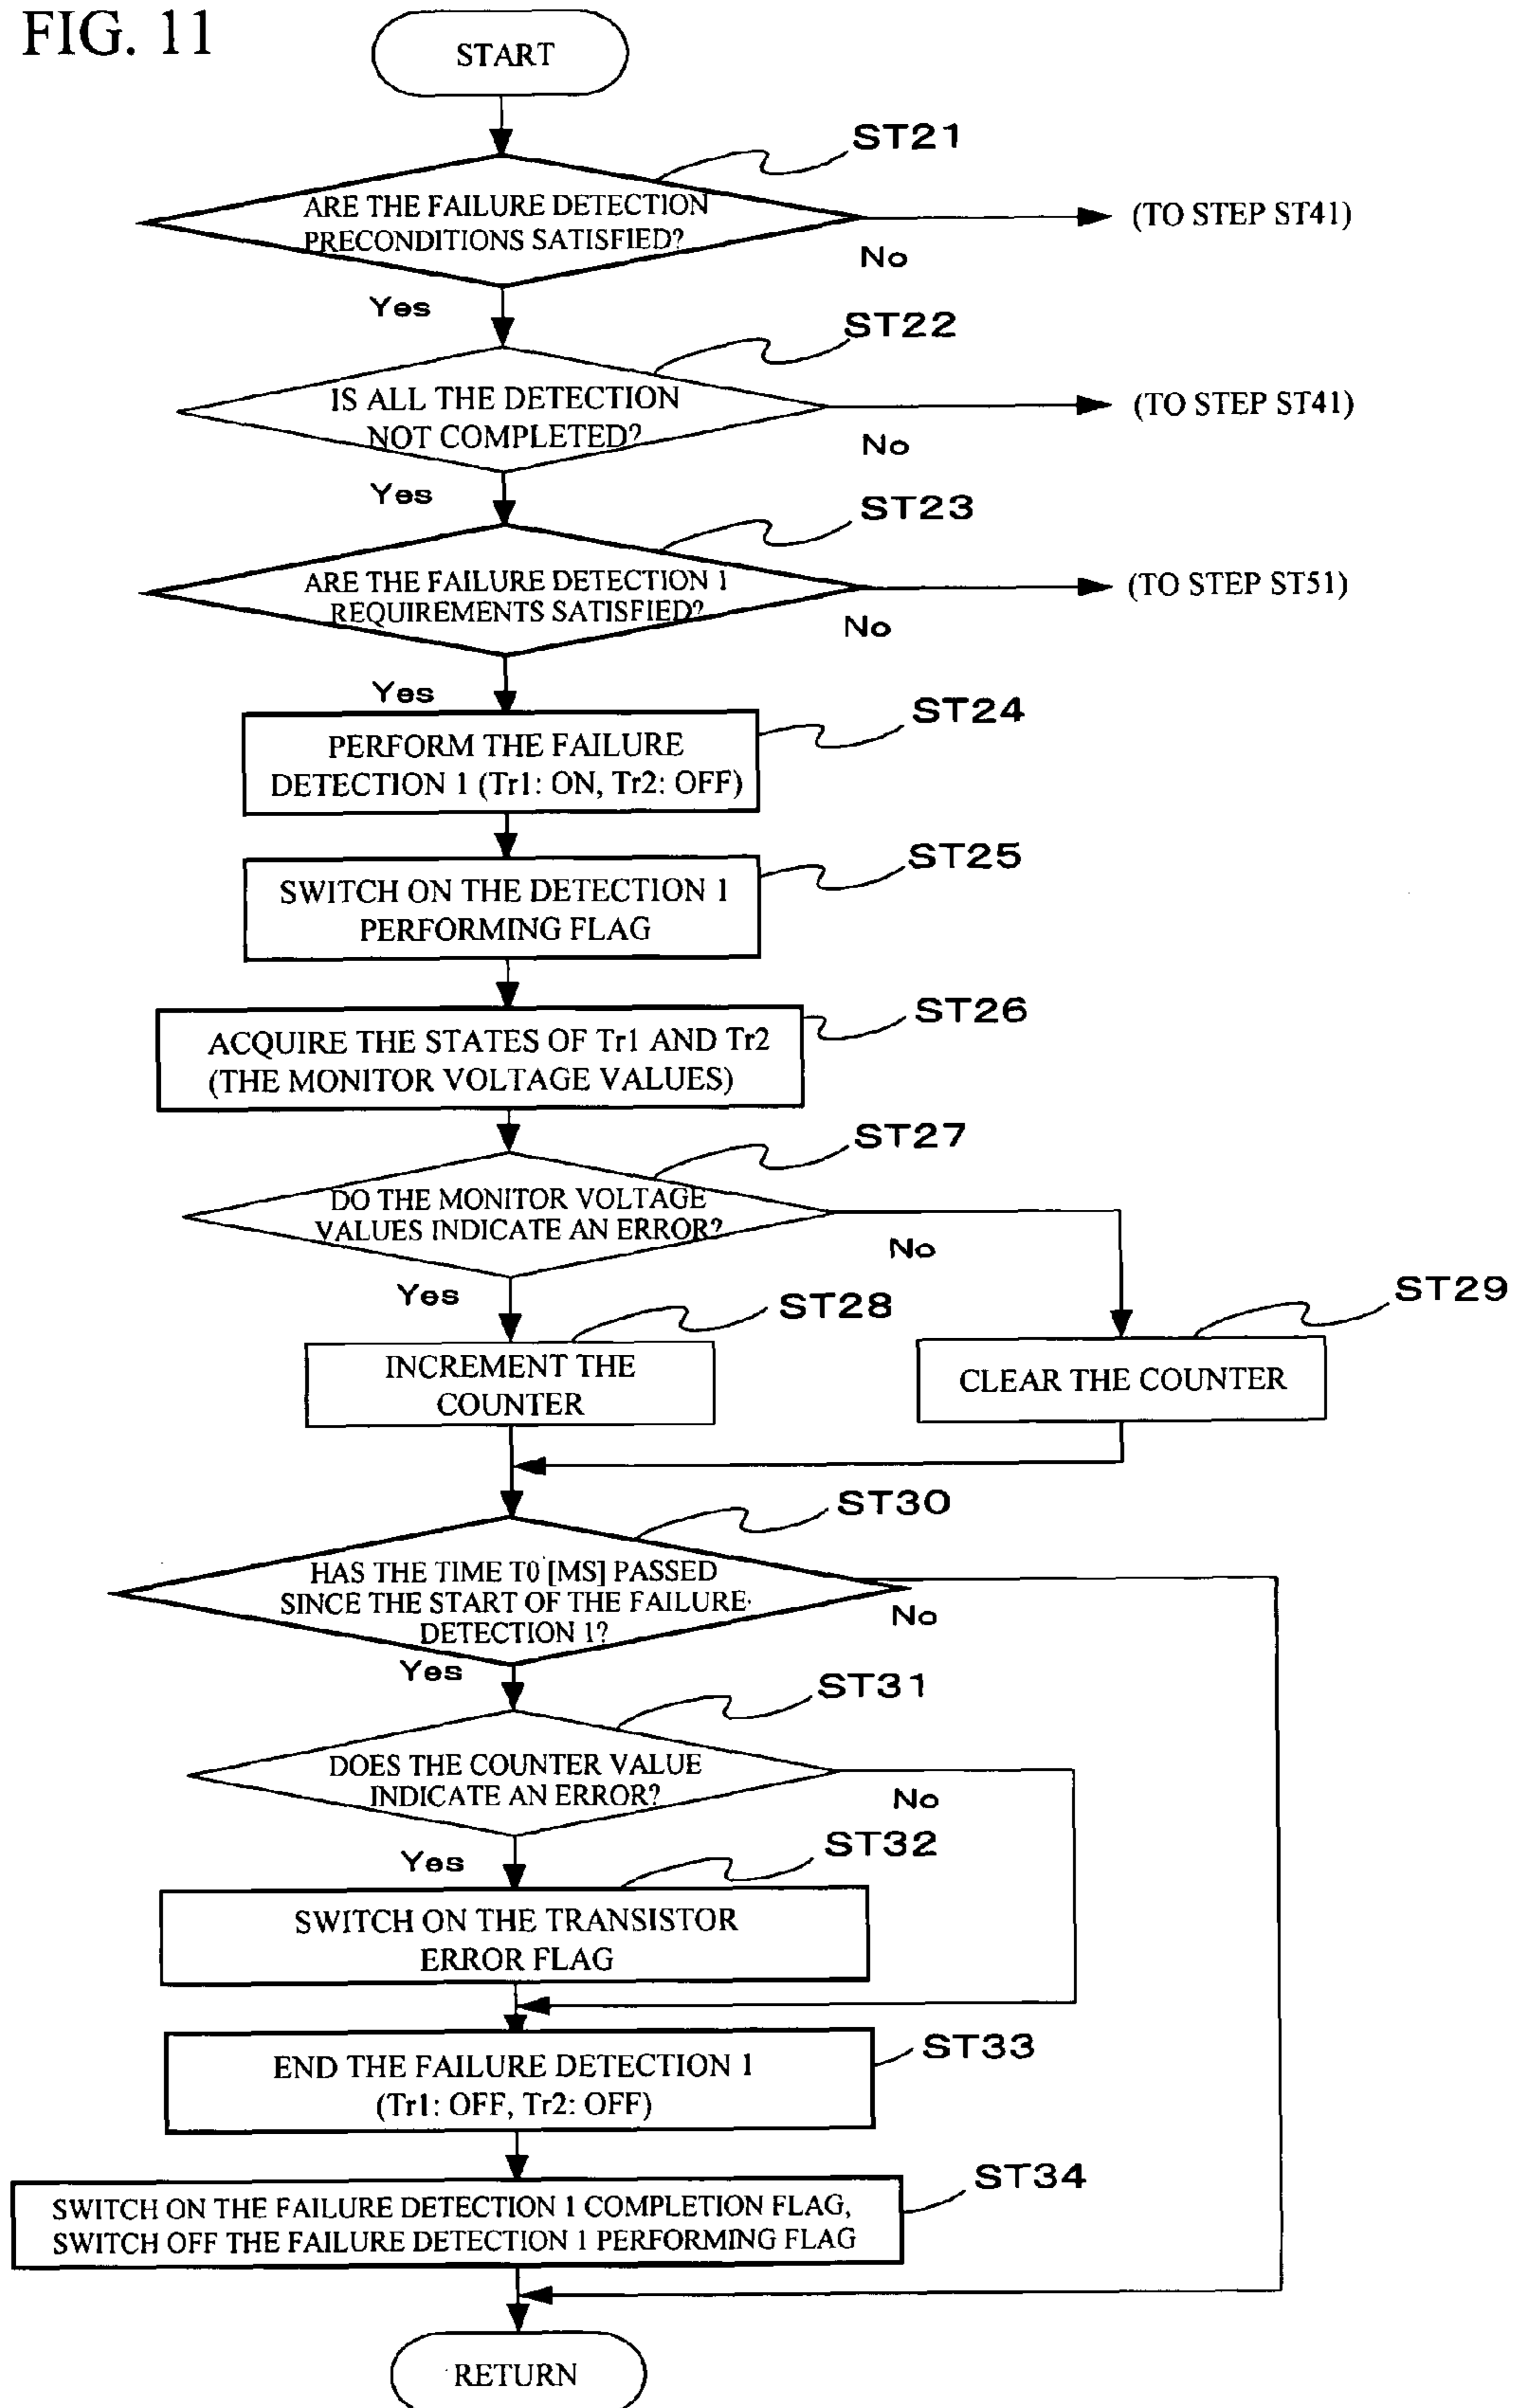 FIG. 11
START
ST21
ARE THE FAILURE DETECTION
PRECONDITIONS SATISFIED?
(TO STEP ST41)
No
Yes
ST22
IS ALL THE DETECTION
NOT COMPLETED?
(TO STEP ST41)
No
Yes
ST23
ARE THE FAILURE DETECTION 1
REQUIREMENTS SATISFIED?
(TO STEP ST51)
No
Yes
ST24
PERFORM THE FAILURE
DETECTION 1 (Tr1: ON, Tr2: OFF)
ST25
SWITCH ON THE DETECTION 1
PERFORMING FLAG
ST26
ACQUIRE THE STATES OF Tr1 AND Tr2
(THE MONITOR VOLTAGE VALUES)
ST27
DO THE MONITOR VOLTAGE
VALUES INDICATE AN ERROR?
No
Yes
ST28
ST29
INCREMENT THE
COUNTER
CLEAR THE COUNTER
ST30
HAS THE TIME T0 [MS] PASSED
SINCE THE START OF THE FAILURE
DETECTION 1?
No
Yes
ST31
DOES THE COUNTER VALUE
INDICATE AN ERROR?
No
Yes
ST32
SWITCH ON THE TRANSISTOR
ERROR FLAG
ST33
END THE FAILURE DETECTION 1
(Tr1: OFF, Tr2: OFF)
ST34
SWITCH ON THE FAILURE DETECTION 1 COMPLETION FLAG,
SWITCH OFF THE FAILURE DETECTION 1 PERFORMING FLAG
RETURN